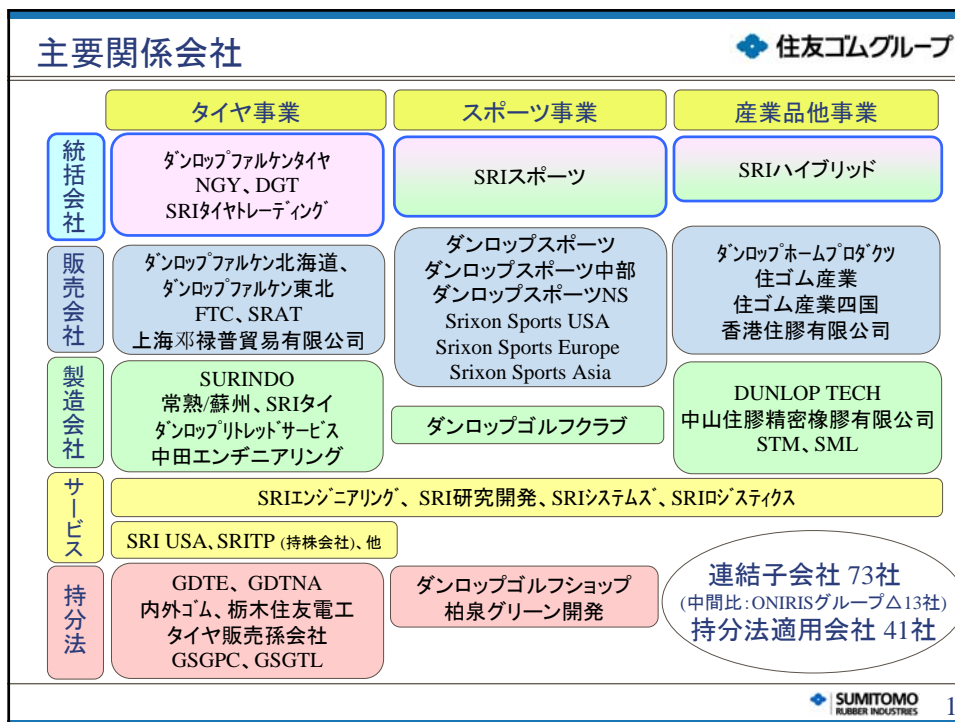 主要関係会社
住友ゴムグループ
タイヤ事業
スポーツ事業
産業品他事業
統括会社
ﾀﾞﾝﾛｯﾌﾟﾌｧﾙｹﾝﾀｲﾔ
NGY、DGT
SRIﾀｲﾔﾄﾚｰﾃﾞｨﾝｸﾞ
SRIスポーツ
SRIﾊｲﾌﾞﾘｯﾄﾞ
販売会社
ﾀﾞﾝﾛｯﾌﾟﾌｧﾙｹﾝ北海道、
ﾀﾞﾝﾛｯﾌﾟﾌｧﾙｹﾝ東北
FTC、SRAT
上海邓禄普貿易有限公司
ダンロップスポーツ
ダンロップスポーツ中部
ダンロップスポーツNS
Srixon Sports USA
Srixon Sports Europe
Srixon Sports Asia
ﾀﾞﾝﾛｯﾌﾟﾎｰﾑﾌﾟﾛﾀﾞｸﾂ
住ゴム産業
住ゴム産業四国
香港住膠有限公司
製造会社
SURINDO
常熟/蘇州、SRIタイ
ﾀﾞﾝﾛｯﾌﾟﾘﾄﾚｯﾄﾞｻｰﾋﾞｽ
中田エンヂニアリング
ダンロップゴルフクラブ
DUNLOP TECH
中山住膠精密橡膠有限公司
STM、SML
サービス
SRIｴﾝｼﾞﾆｱﾘﾝｸﾞ、SRI研究開発、SRIｼｽﾃﾑｽﾞ、SRIﾛｼﾞｽﾃｨｸｽ
SRI USA、SRITP (持株会社)、他
持分法
GDTE、GDTNA
内外ｺﾞﾑ、栃木住友電工
タイヤ販売孫会社
GSGPC、GSGTL
ダンロップゴルフショップ
柏泉グリーン開発
連結子会社 73社
(中間比:ONIRISグループ△13社)
持分法適用会社 41社
SUMITOMO
RUBBER INDUSTRIES
1